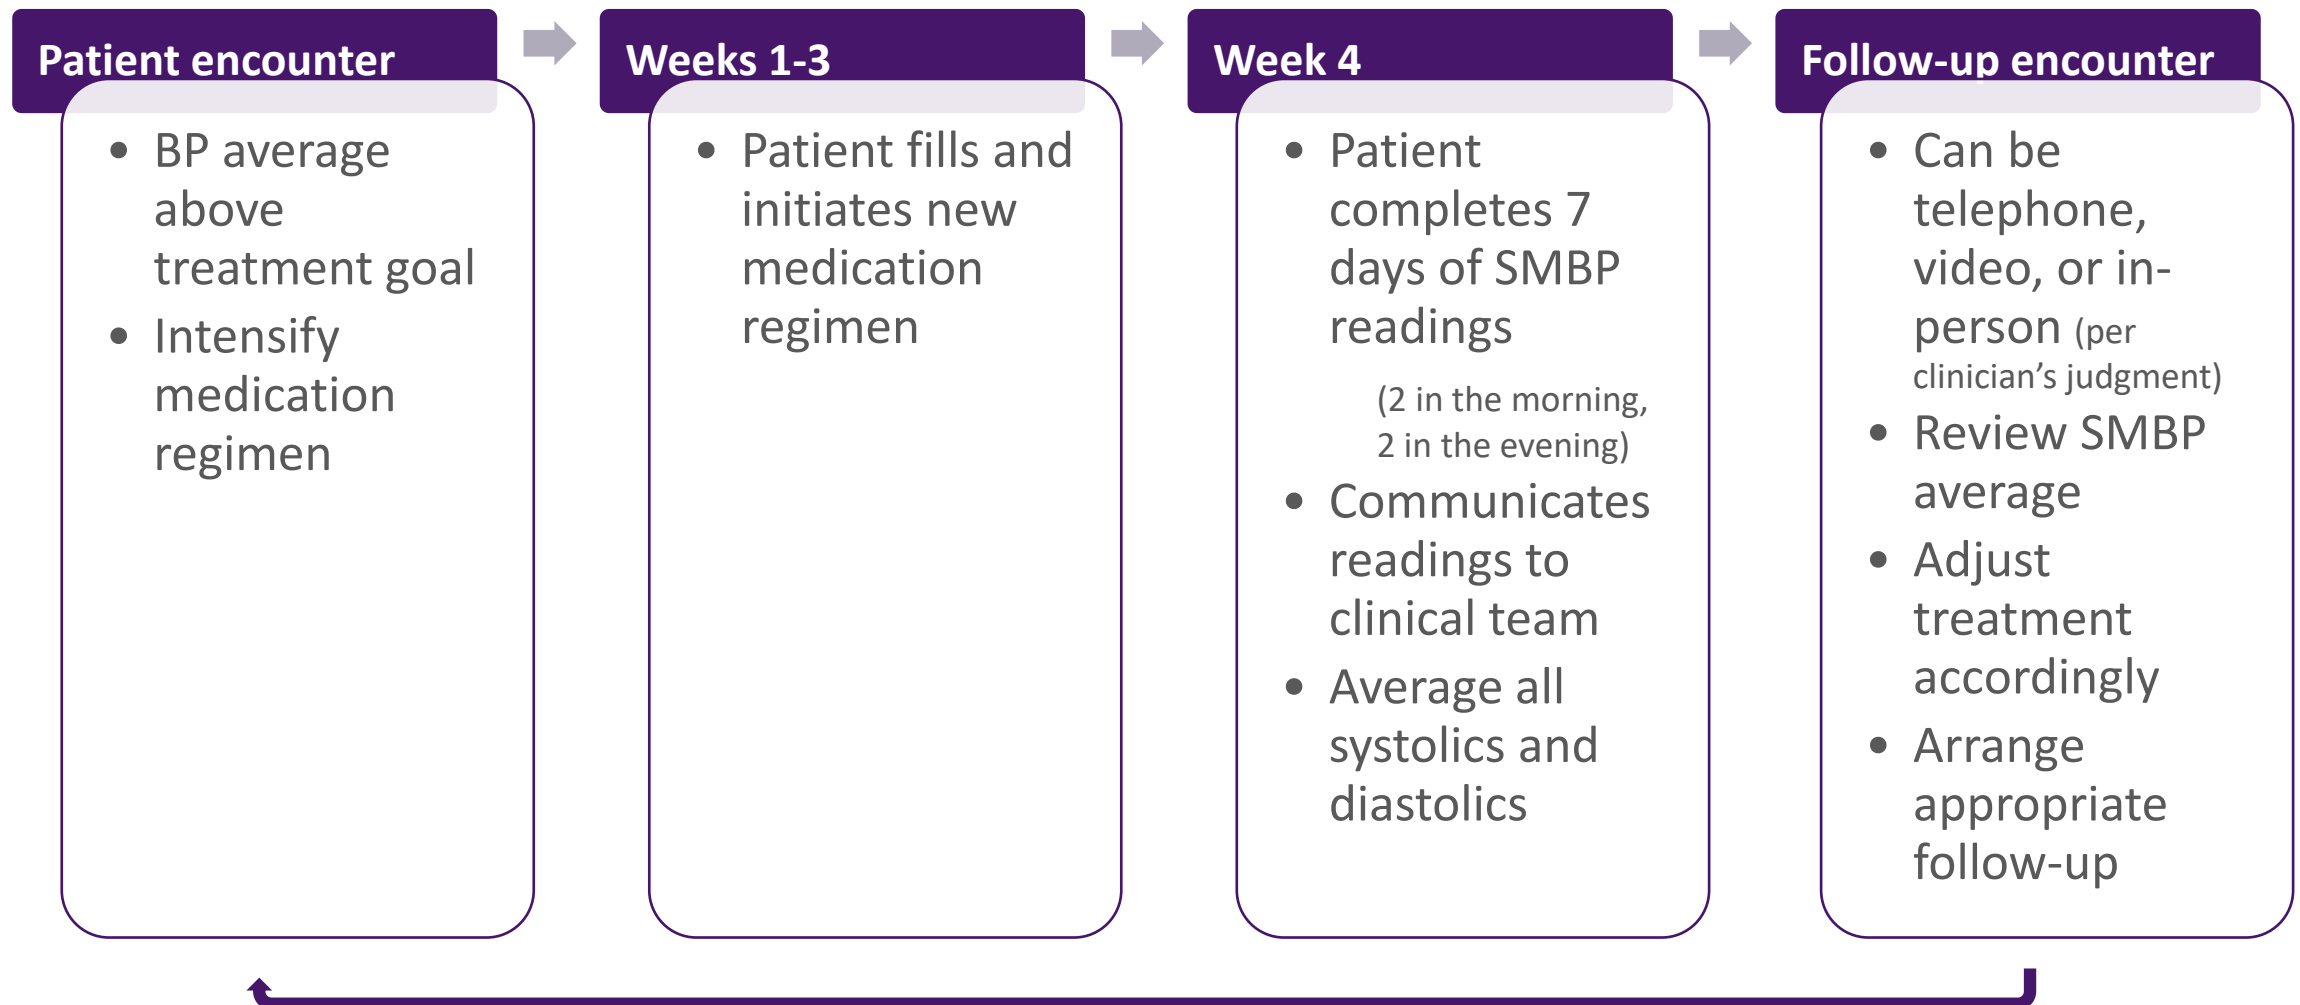 Patient encounter
• BP average
above
treatment goal
• Intensify
medication
regimen
Weeks 1-3
• Patient fills and
initiates new
medication
regimen
Week 4
• Patient
completes 7
days of SMBP
readings
(2 in the morning,
2 in the evening)
• Communicates
readings to
clinical team
• Average all
systolics and
diastolics
Follow-up encounter
• Can be
telephone,
video, or in-
person (per
clinician’s judgment)
• Review SMBP
average
• Adjust
treatment
accordingly
• Arrange
appropriate
follow-up